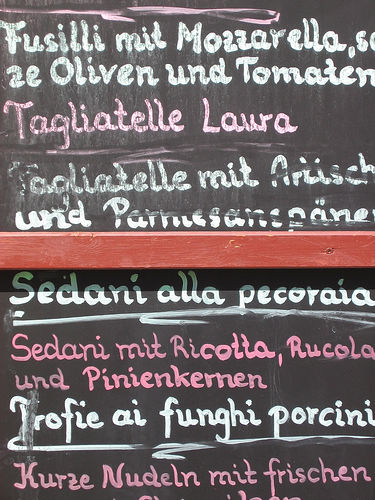 Fusilli mit Mozzarella,
ze Oliven und Tomaten
Tagliatelle Laura
Tagliatelle mit
und Parmesanspäne
Sedani alla pecoraia
Sedani mit Ricotta, Rucola
und Pinienkernen
Trofie ai funghi porcini
Kurze Nudeln mit frischen